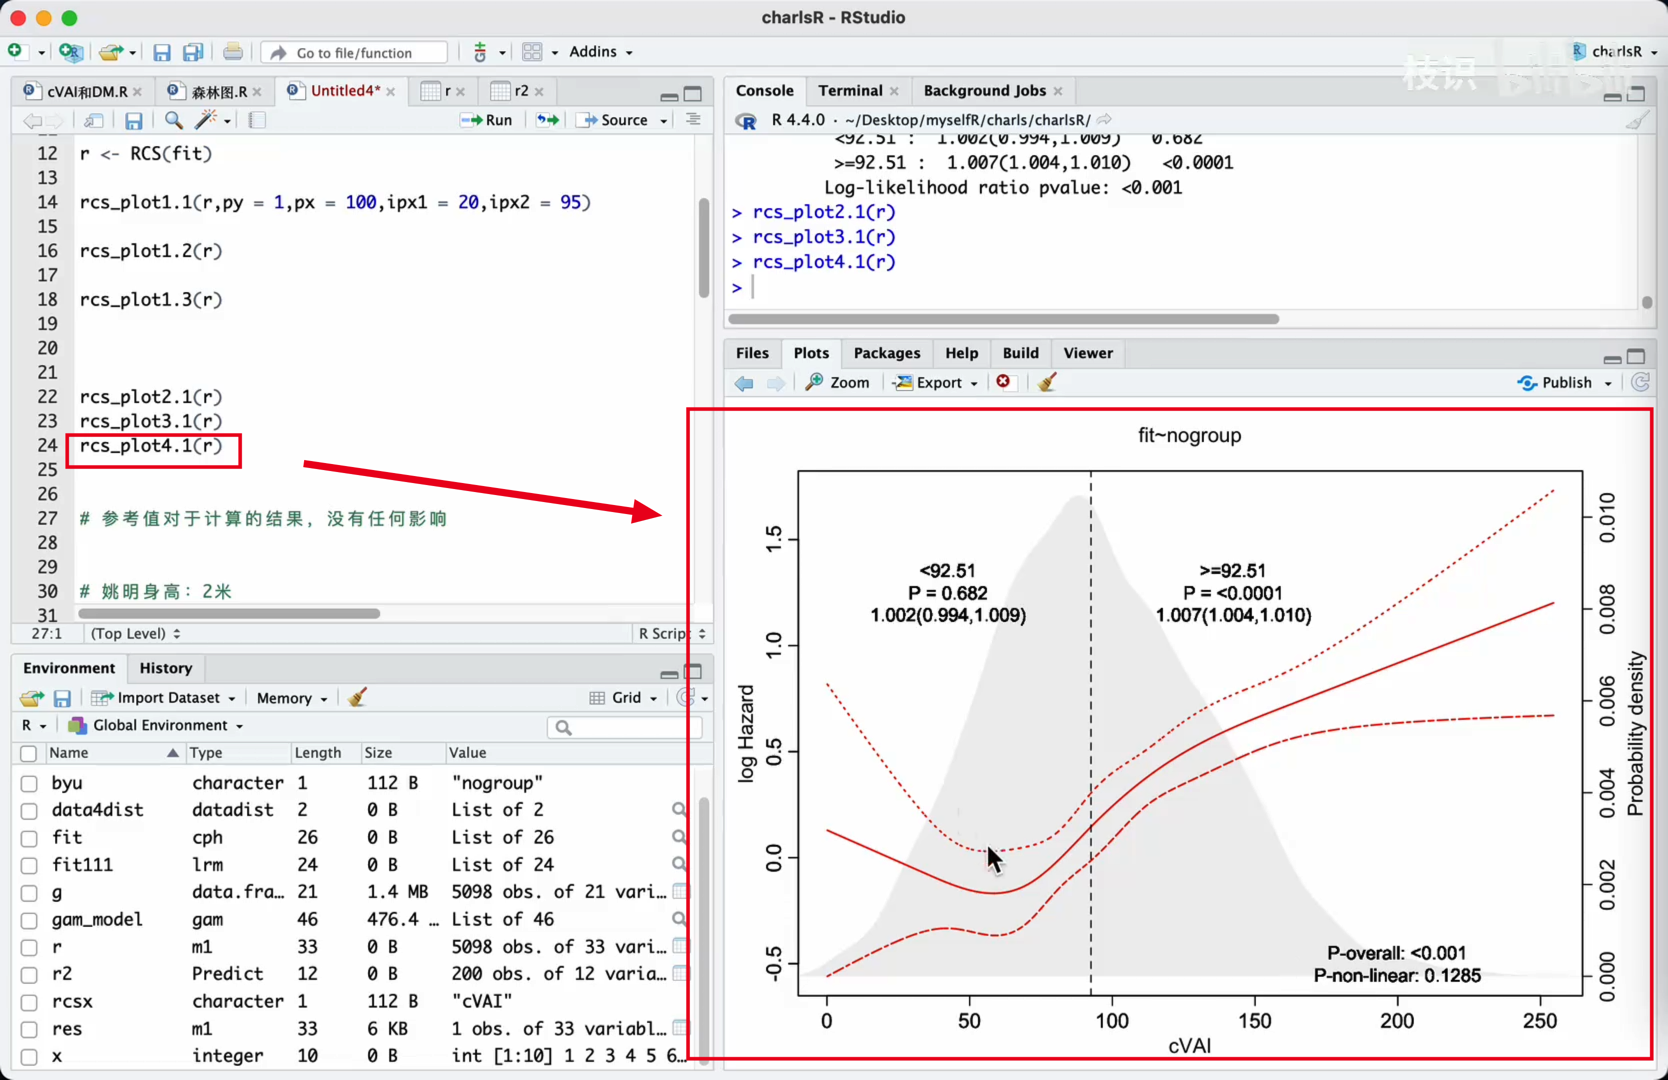 charlsR - RStudio
Go to file/function
Addins
charlsR
枝识 bilibili
cVAI和DM.R
森林图.R
Untitled4*
r
r2
Run
Source
12 r <- RCS(fit)
13
14 rcs_plot1.1(r,py = 1,px = 100,ipx1 = 20,ipx2 = 95)
15
16 rcs_plot1.2(r)
17
18 rcs_plot1.3(r)
19
20
21
22 rcs_plot2.1(r)
23 rcs_plot3.1(r)
24 rcs_plot4.1(r)
25
26
27 # 参考值对于计算的结果，没有任何影响
28
29
30 # 姚明身高：2米
31
27:1 (Top Level) R Script
Console Terminal Background Jobs
R 4.4.0 · ~/Desktop/myselfR/charls/charlsR/
<92.51 : 1.002(0.994,1.009) 0.682
>=92.51 : 1.007(1.004,1.010) <0.0001
Log-likelihood ratio pvalue: <0.001
> rcs_plot2.1(r)
> rcs_plot3.1(r)
> rcs_plot4.1(r)
>
Environment History
Import Dataset Memory Grid
R Global Environment
Name Type Length Size Value
byu character 1 112 B "nogroup"
data4dist datadist 2 0 B List of 2
fit cph 26 0 B List of 26
fit111 lrm 24 0 B List of 24
g data.fra… 21 1.4 MB 5098 obs. of 21 vari…
gam_model gam 46 476.4 … List of 46
r m1 33 0 B 5098 obs. of 33 vari…
r2 Predict 12 0 B 200 obs. of 12 varia…
rcsx character 1 112 B "cVAI"
res m1 33 6 KB 1 obs. of 33 variabl…
x integer 10 0 B int [1:10] 1 2 3 4 5 6…
Files Plots Packages Help Build Viewer
Zoom Export Publish
fit~nogroup
<92.51
P = 0.682
1.002(0.994,1.009)
>=92.51
P = <0.0001
1.007(1.004,1.010)
P-overall: <0.001
P-non-linear: 0.1285
log Hazard
1.5
1.0
0.5
0.0
-0.5
Probability density
0.010
0.008
0.006
0.004
0.002
0.000
0 50 100 150 200 250
cVAI